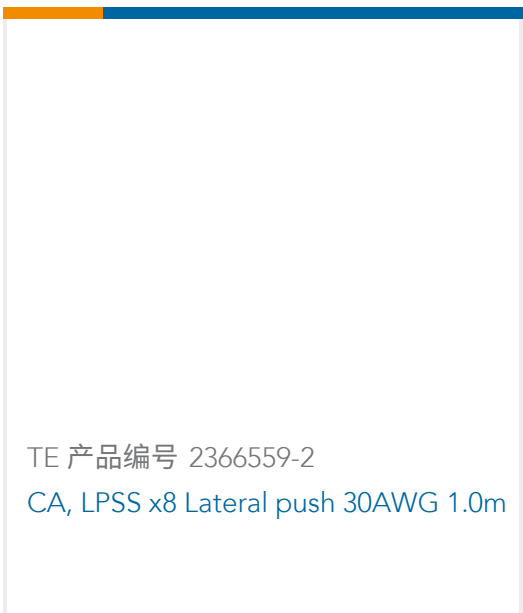 TE 产品编号 2366559-2
CA, LPSS x8 Lateral push 30AWG 1.0m